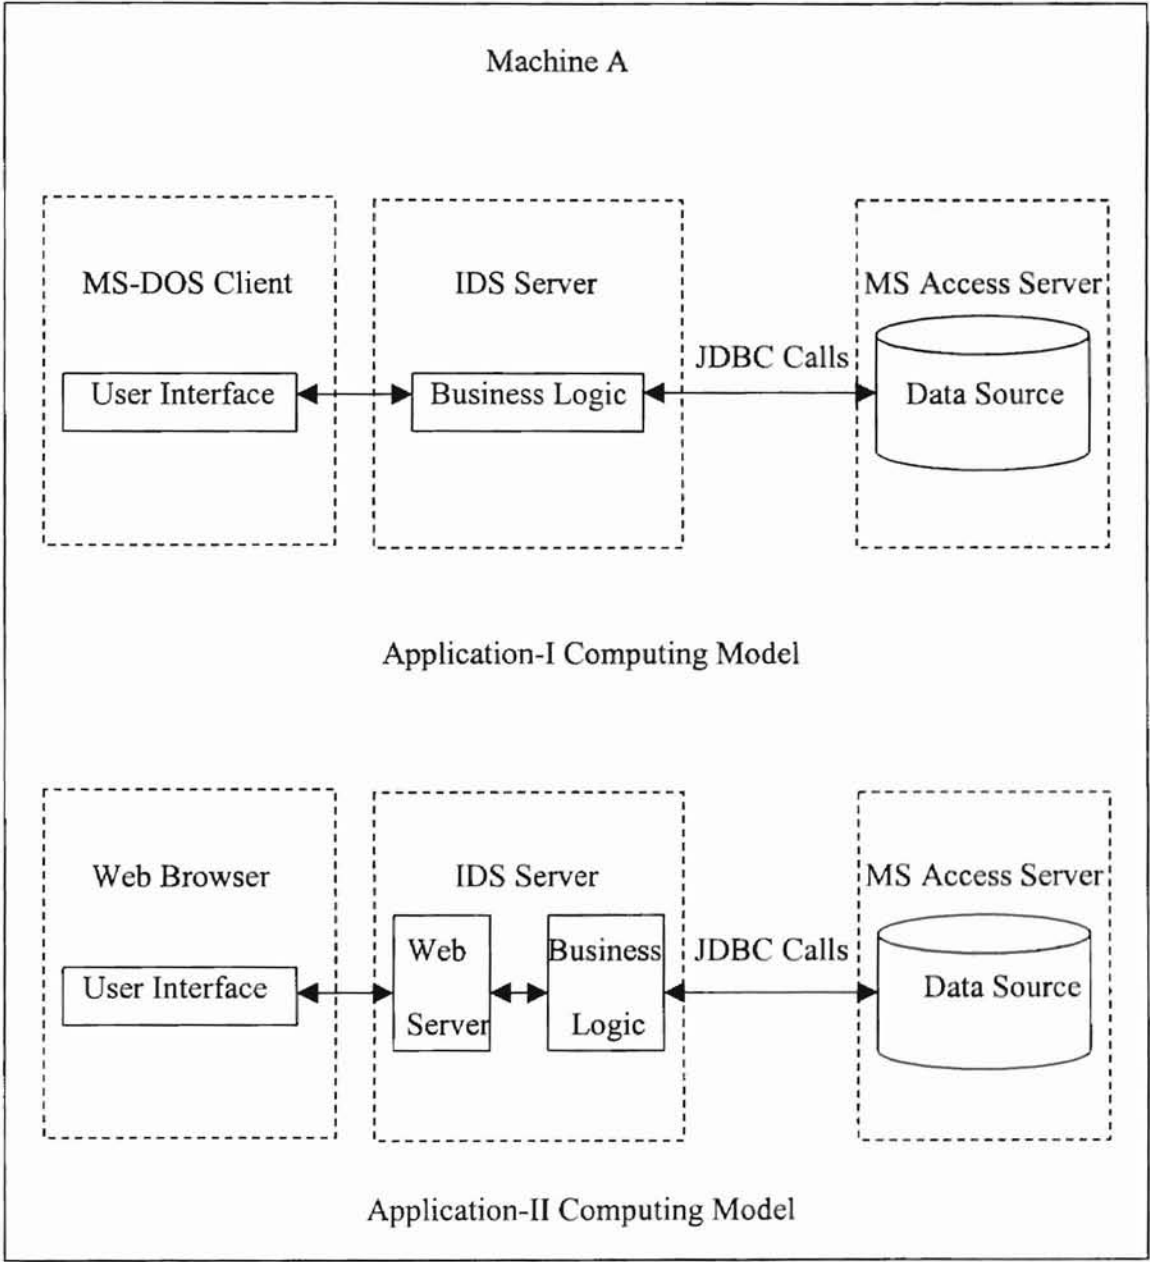 Machine A
MS-DOS Client
IDS Server
MS Access Server
JDBC Calls
User Interface
Business Logic
Data Source
Application-I Computing Model
Web Browser
IDS Server
MS Access Server
Web
Business
JDBC Calls
User Interface
Data Source
Server
Logic
Application-II Computing Model